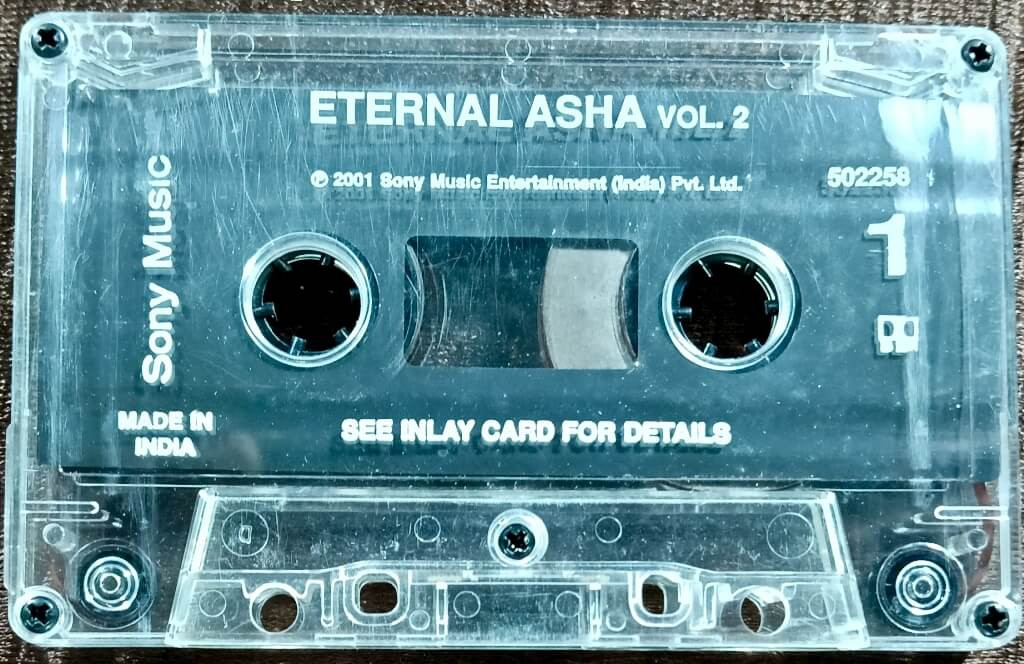 ETERNAL ASHA VOL. 2
℗ 2001 Sony Music Entertainment (India) Pvt. Ltd.
502258
1
B
Sony Music
MADE IN
INDIA
SEE INLAY CARD FOR DETAILS
D